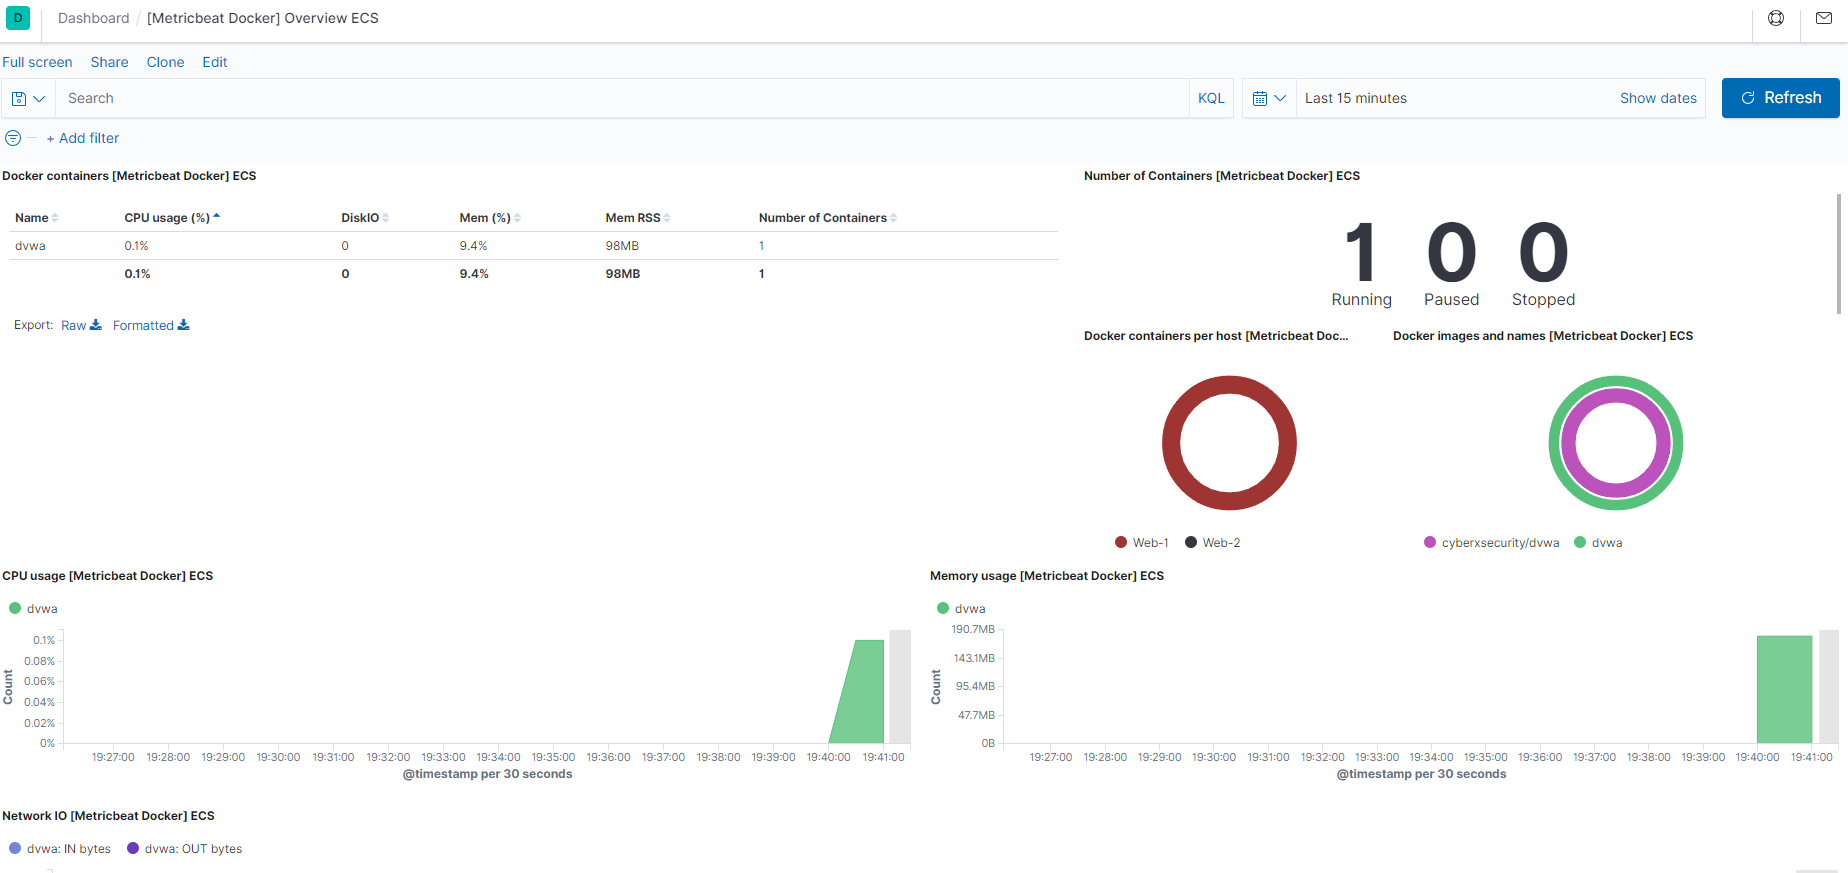 D Dashboard / [Metricbeat Docker] Overview ECS
Full screen Share Clone Edit
Search KQL Last 15 minutes Show dates Refresh
+ Add filter
Docker containers [Metricbeat Docker] ECS
Name CPU usage (%) DiskIO Mem (%) Mem RSS Number of Containers
dvwa 0.1% 0 9.4% 98MB 1
0.1% 0 9.4% 98MB 1
Export: Raw Formatted
Number of Containers [Metricbeat Docker] ECS
1 0 0
Running Paused Stopped
Docker containers per host [Metricbeat Doc...
Web-1 Web-2
Docker images and names [Metricbeat Docker] ECS
cyberxsecurity/dvwa dvwa
CPU usage [Metricbeat Docker] ECS
dvwa
Count
0.1%
0.08%
0.06%
0.04%
0.02%
0%
19:27:00 19:28:00 19:29:00 19:30:00 19:31:00 19:32:00 19:33:00 19:34:00 19:35:00 19:36:00 19:37:00 19:38:00 19:39:00 19:40:00 19:41:00
@timestamp per 30 seconds
Memory usage [Metricbeat Docker] ECS
dvwa
Count
190.7MB
143.1MB
95.4MB
47.7MB
0B
19:27:00 19:28:00 19:29:00 19:30:00 19:31:00 19:32:00 19:33:00 19:34:00 19:35:00 19:36:00 19:37:00 19:38:00 19:39:00 19:40:00 19:41:00
@timestamp per 30 seconds
Network IO [Metricbeat Docker] ECS
dvwa: IN bytes dvwa: OUT bytes